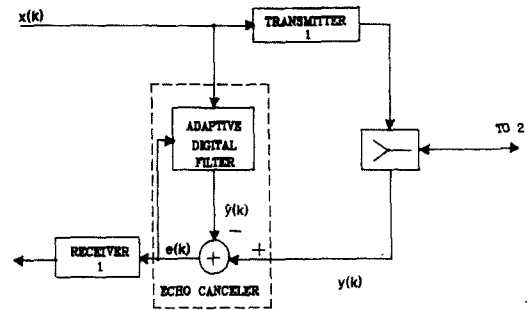 x(k)
TRANSMITTER
1
ADAPTIVE
DIGITAL
FILTER
TO 2
ŷ(k)
−
RECEIVER
1
e(k)
+
+
y(k)
ECHO CANCELER